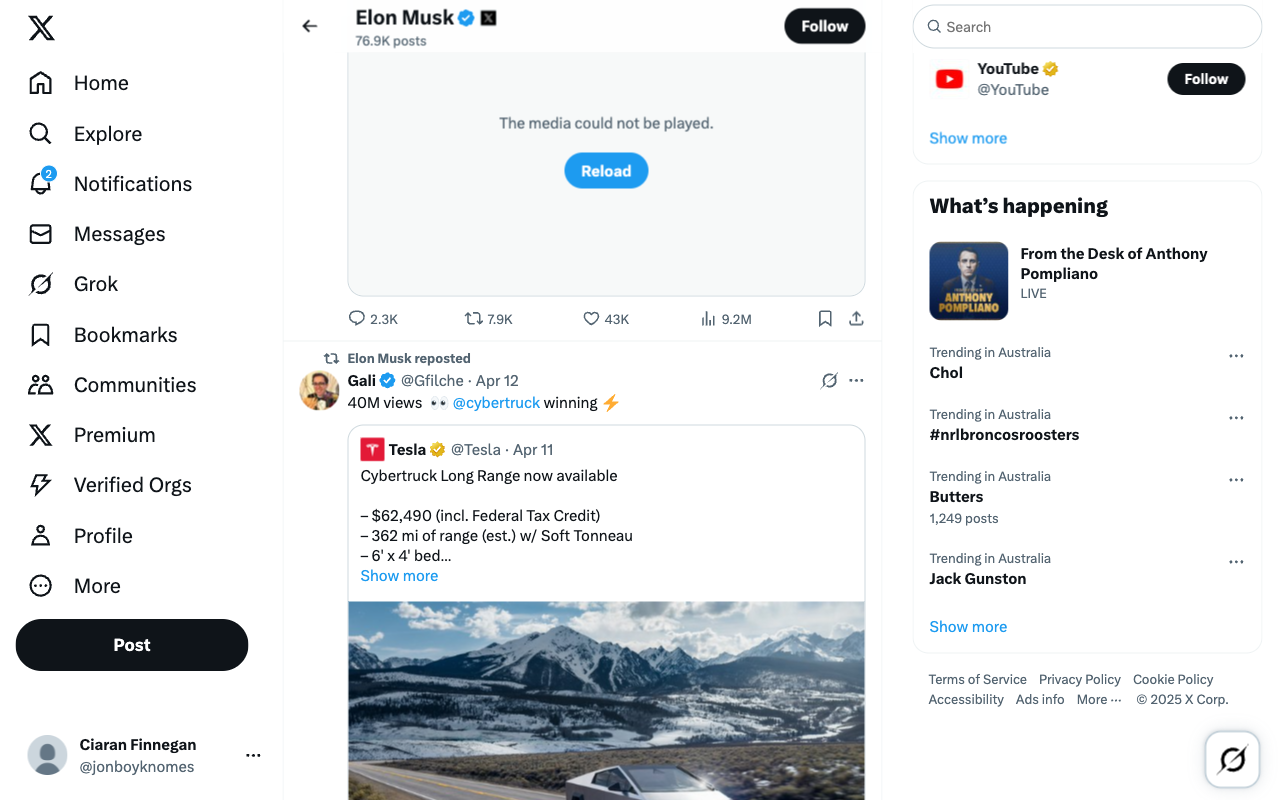 Home
Explore
2
Notifications
Messages
Grok
Bookmarks
Communities
Premium
Verified Orgs
Profile
More
Post
Ciaran Finnegan
@jonboyknomes
Elon Musk
76.9K posts
Follow
The media could not be played.
Reload
2.3K 7.9K 43K 9.2M
Elon Musk reposted
Gali @Gfilche · Apr 12
40M views 👀 @cybertruck winning ⚡
Tesla @Tesla · Apr 11
Cybertruck Long Range now available
– $62,490 (incl. Federal Tax Credit)
– 362 mi of range (est.) w/ Soft Tonneau
– 6' x 4' bed...
Show more
Search
YouTube
@YouTube
Follow
Show more
What's happening
ANTHONY
POMPLIANO
From the Desk of Anthony
Pompliano
LIVE
Trending in Australia
Chol
Trending in Australia
#nrlbroncosroosters
Trending in Australia
Butters
1,249 posts
Trending in Australia
Jack Gunston
Show more
Terms of Service Privacy Policy Cookie Policy
Accessibility Ads info More ··· © 2025 X Corp.